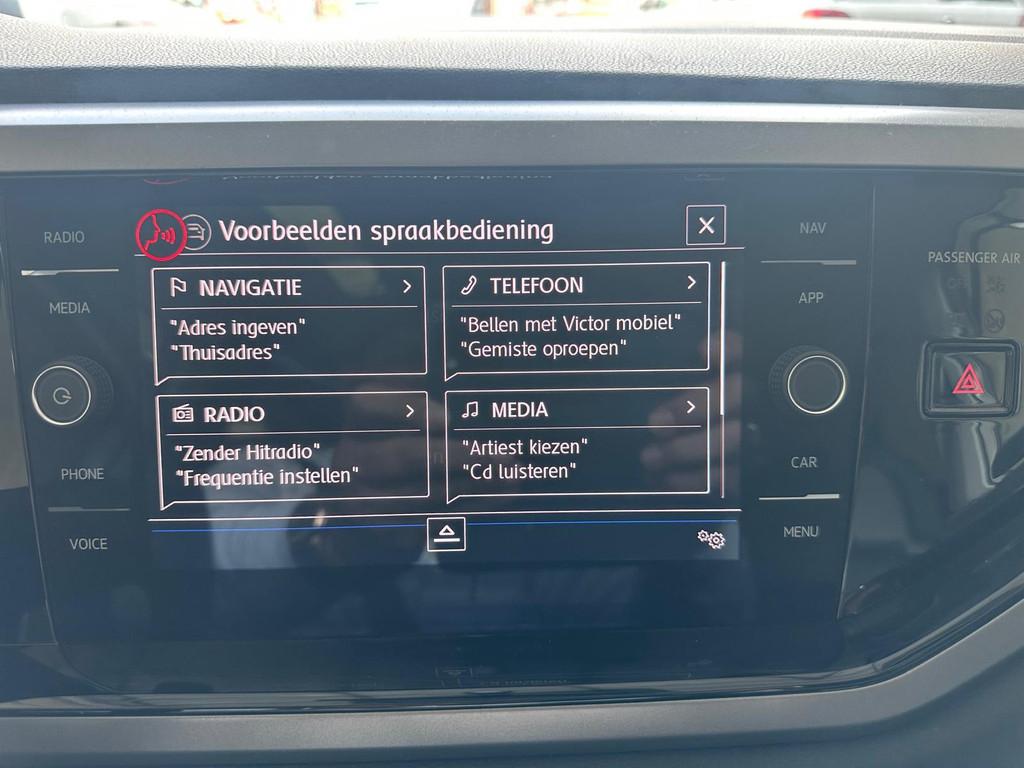 RADIO
MEDIA
PHONE
VOICE
Voorbeelden spraakbediening
NAVIGATIE
"Adres ingeven"
"Thuisadres"
TELEFOON
"Bellen met Victor mobiel"
"Gemiste oproepen"
RADIO
"Zender Hitradio"
"Frequentie instellen"
MEDIA
"Artiest kiezen"
"Cd luisteren"
NAV
APP
CAR
MENU
PASSENGER AIR